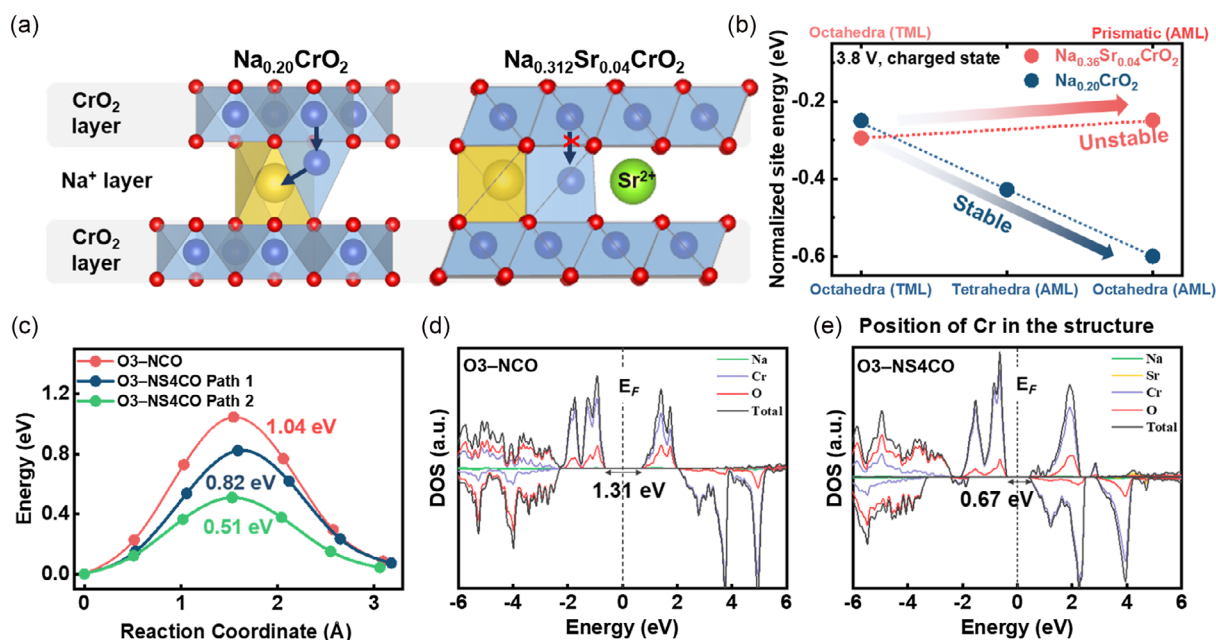 (a)
Na0.20CrO2
Na0.312Sr0.04CrO2
CrO2
layer
Na+ layer
Sr2+
CrO2
layer
(b)
Octahedra (TML)
Prismatic (AML)
3.8 V, charged state
Na0.36Sr0.04CrO2
Na0.20CrO2
Normalized site energy (eV)
-0.2
-0.4
-0.6
Unstable
Stable
Octahedra (TML)
Tetrahedra (AML)
Octahedra (AML)
Position of Cr in the structure
(c)
O3–NCO
O3–NS4CO Path 1
O3–NS4CO Path 2
1.04 eV
0.82 eV
0.51 eV
Energy (eV)
1.2
0.8
0.4
0.0
0
1
2
3
Reaction Coordinate (Å)
(d)
O3–NCO
EF
Na
Cr
O
Total
1.31 eV
DOS (a.u.)
-6
-4
-2
0
2
4
6
Energy (eV)
(e)
O3–NS4CO
EF
Na
Sr
Cr
O
Total
0.67 eV
DOS (a.u.)
-6
-4
-2
0
2
4
6
Energy (eV)